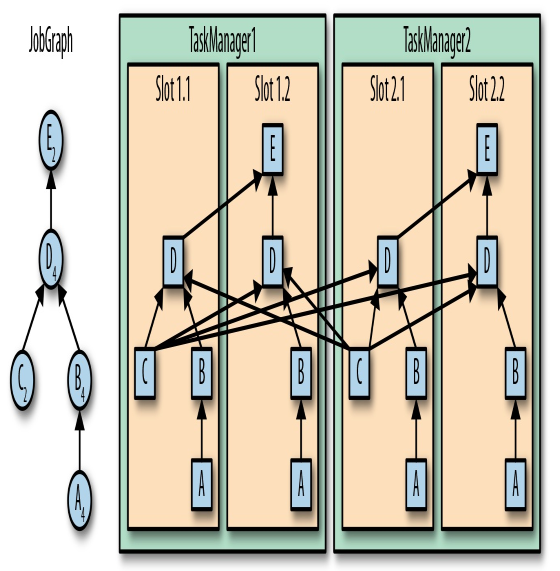 JobGraph TaskManager1 TaskManager2
Slot 1.1 Slot 1.2 Slot 2.1 Slot 2.2
E2 E E
D4 D D D D
C2 B4 C B B C B B
A4 A A A A